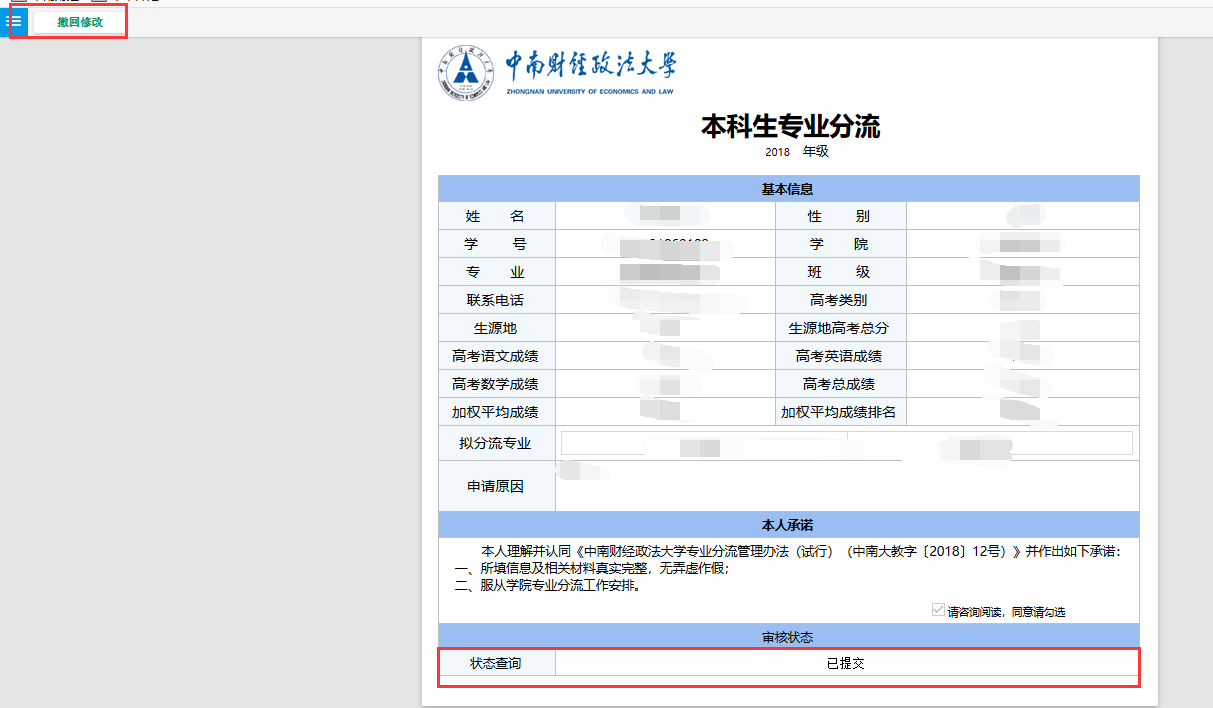 撤回修改
中南财经政法大学
ZHONGNAN UNIVERSITY OF ECONOMICS AND LAW
本科生专业分流
2018 年级
基本信息
姓 名 性 别
学 号 学 院
专 业 班 级
联系电话 高考类别
生源地 生源地高考总分
高考语文成绩 高考英语成绩
高考数学成绩 高考总成绩
加权平均成绩 加权平均成绩排名
拟分流专业
申请原因
本人承诺
本人理解并认同《中南财经政法大学专业分流管理办法（试行）（中南大教字〔2018〕12号）》并作出如下承诺：
一、所填信息及相关材料真实完整，无弄虚作假；
二、服从学院专业分流工作安排。
请咨询阅读，同意请勾选
审核状态
状态查询 已提交